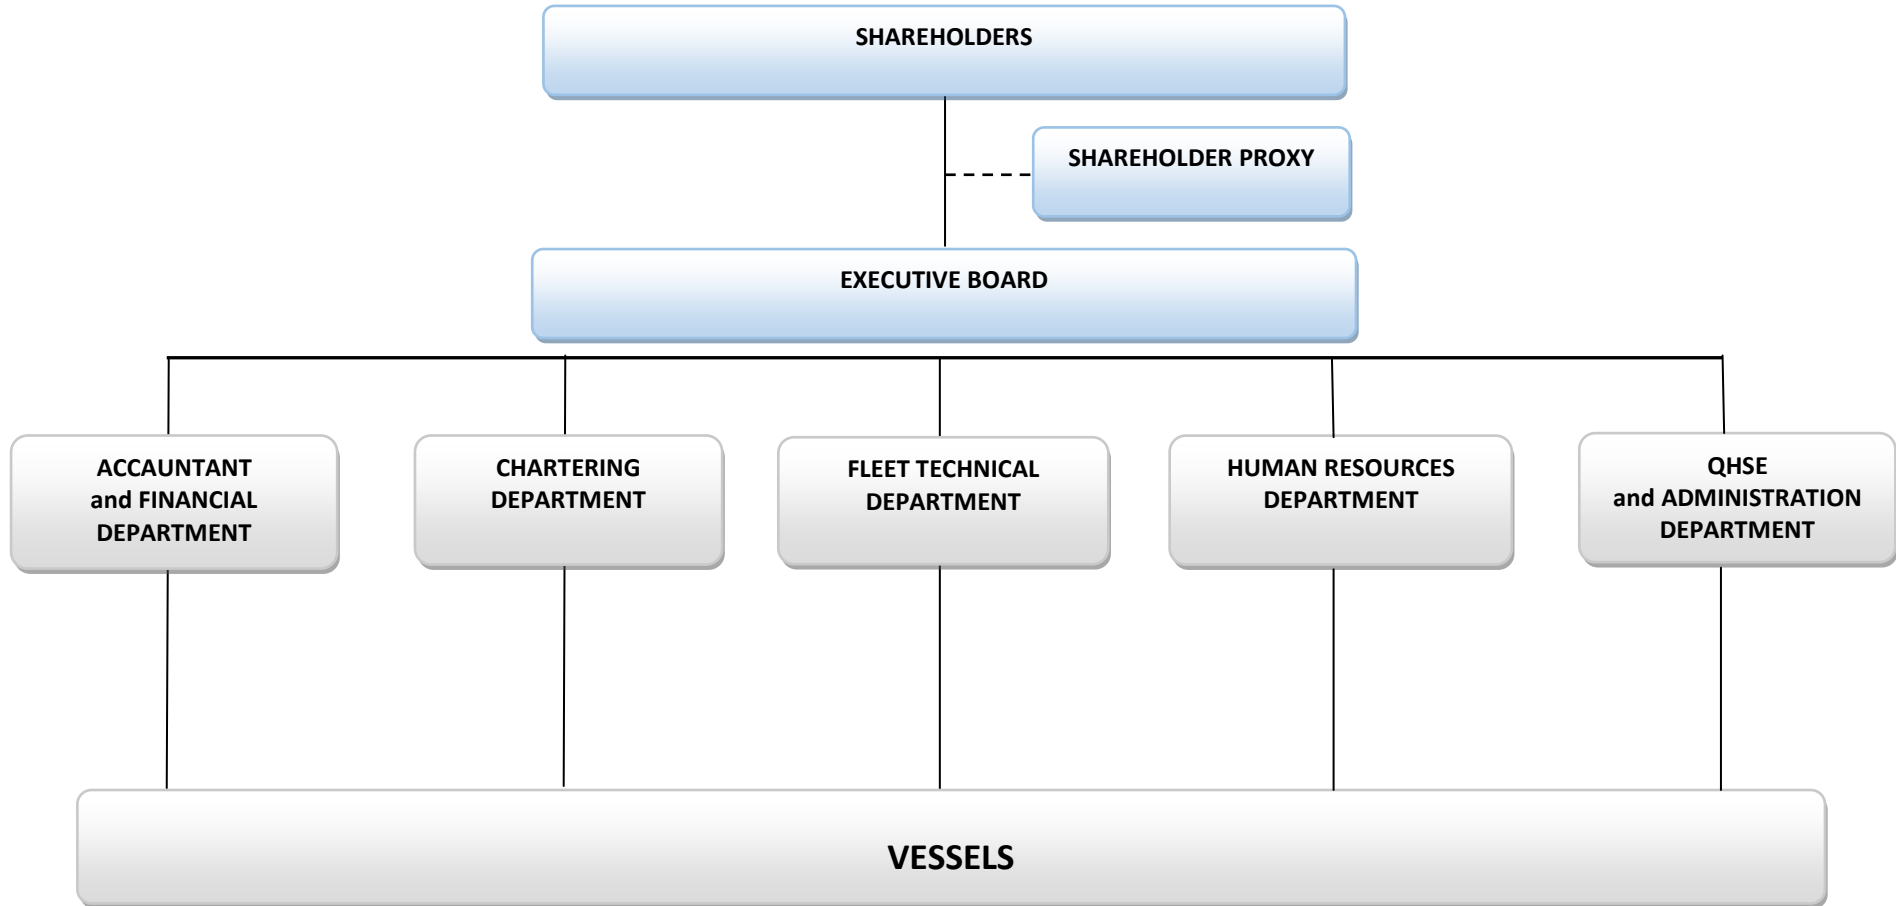 SHAREHOLDERS
SHAREHOLDER PROXY
EXECUTIVE BOARD
ACCAUNTANT
and FINANCIAL
DEPARTMENT
CHARTERING
DEPARTMENT
FLEET TECHNICAL
DEPARTMENT
HUMAN RESOURCES
DEPARTMENT
QHSE
and ADMINISTRATION
DEPARTMENT
VESSELS